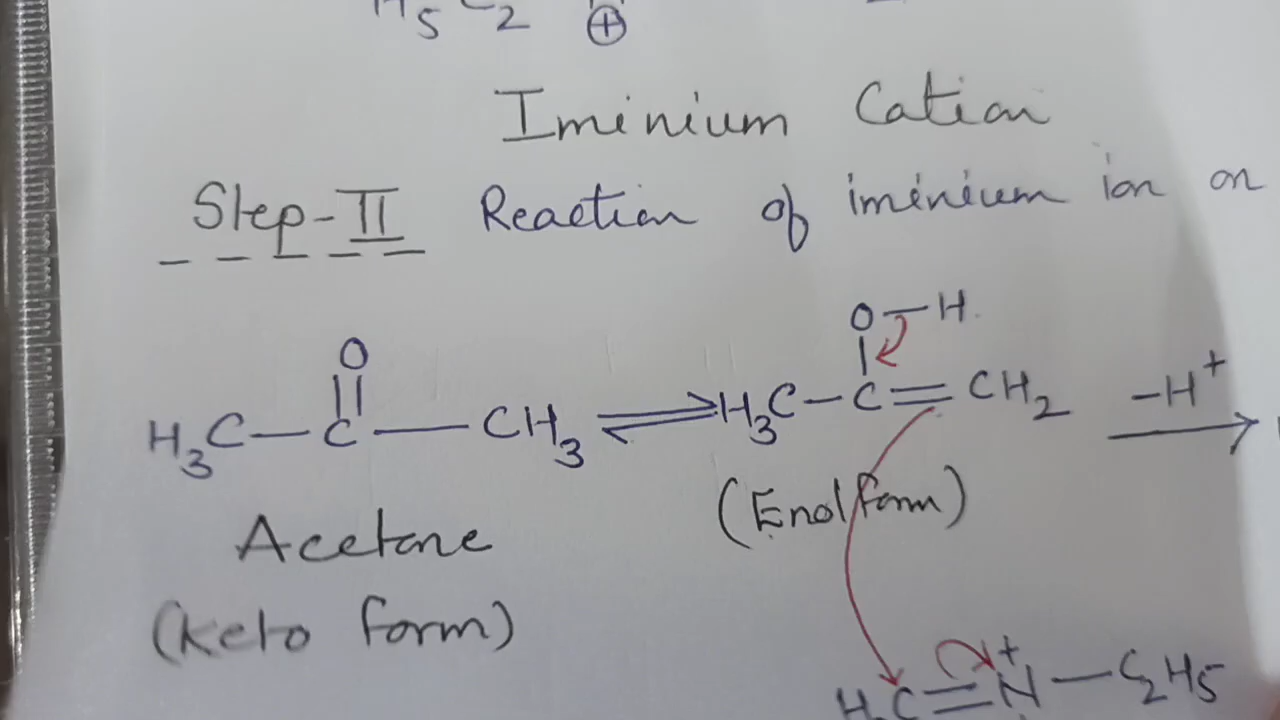 H5C2 ⊕
Iminium Cation
Step-II Reaction of iminium ion on
O O—H
H3C—C—CH3 ⇌ H3C—C=CH2 —H+
Acetone (Enol form)
(Keto form)
+
H2C=N—C2H5